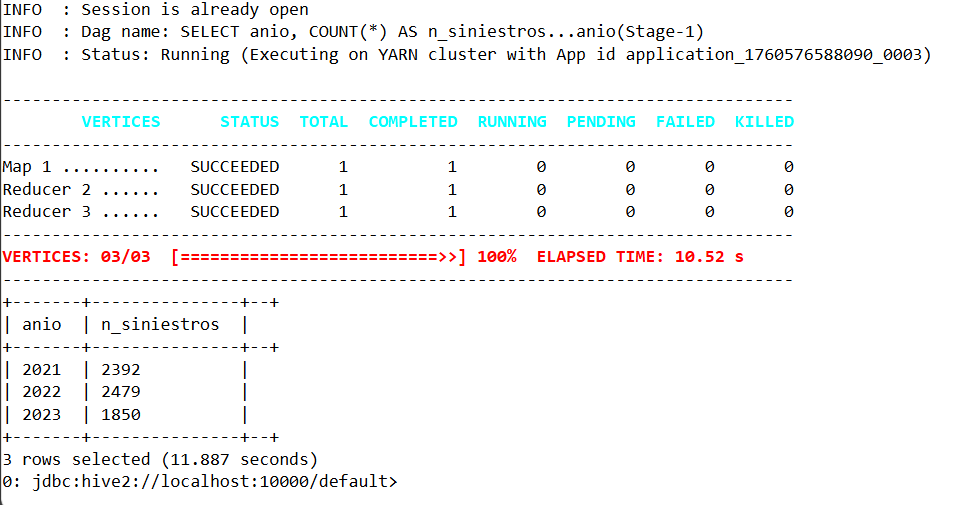 INFO  : Session is already open
INFO  : Dag name: SELECT anio, COUNT(*) AS n_siniestros...anio(Stage-1)
INFO  : Status: Running (Executing on YARN cluster with App id application_1760576588090_0003)
--------------------------------------------------------------------------------
        VERTICES      STATUS  TOTAL  COMPLETED  RUNNING  PENDING  FAILED  KILLED
--------------------------------------------------------------------------------
Map 1 ..........   SUCCEEDED      1          1        0        0       0       0
Reducer 2 ......   SUCCEEDED      1          1        0        0       0       0
Reducer 3 ......   SUCCEEDED      1          1        0        0       0       0
--------------------------------------------------------------------------------
VERTICES: 03/03  [==========================>>] 100%  ELAPSED TIME: 10.52 s
--------------------------------------------------------------------------------
+-------+---------------+--+
| anio  | n_siniestros  |
+-------+---------------+--+
| 2021  | 2392          |
| 2022  | 2479          |
| 2023  | 1850          |
+-------+---------------+--+
3 rows selected (11.887 seconds)
0: jdbc:hive2://localhost:10000/default>